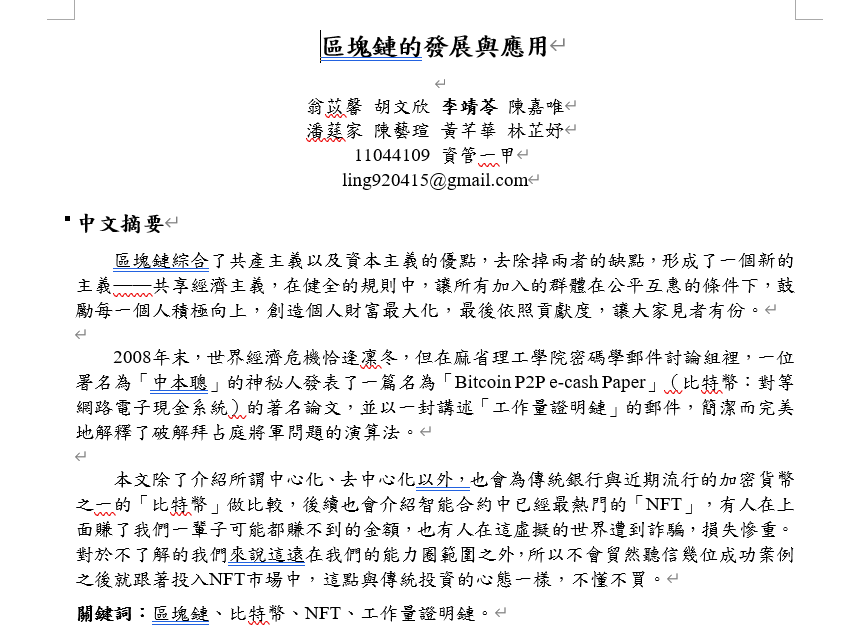 區塊鏈的發展與應用
翁苡馨 胡文欣 李靖苓 陳嘉唯
潘莛家 陳藝瑄 黃芊華 林芷妤
11044109 資管一甲
ling920415@gmail.com
中文摘要
區塊鏈綜合了共產主義以及資本主義的優點，去除掉兩者的缺點，形成了一個新的
主義——共享經濟主義，在健全的規則中，讓所有加入的群體在公平互惠的條件下，鼓
勵每一個人積極向上，創造個人財富最大化，最後依照貢獻度，讓大家見者有份。
2008年末，世界經濟危機恰逢凜冬，但在麻省理工學院密碼學郵件討論組裡，一位
署名為「中本聰」的神秘人發表了一篇名為「Bitcoin P2P e-cash Paper」（比特幣：對等
網路電子現金系統）的著名論文，並以一封講述「工作量證明鏈」的郵件，簡潔而完美
地解釋了破解拜占庭將軍問題的演算法。
本文除了介紹所謂中心化、去中心化以外，也會為傳統銀行與近期流行的加密貨幣
之一的「比特幣」做比較，後續也會介紹智能合約中已經最熱門的「NFT」，有人在上
面賺了我們一輩子可能都賺不到的金額，也有人在這虛擬的世界遭到詐騙，損失慘重。
對於不了解的我們來說這遠在我們的能力圈範圍之外，所以不會貿然聽信幾位成功案例
之後就跟著投入NFT市場中，這點與傳統投資的心態一樣，不懂不買。
關鍵詞：區塊鏈、比特幣、NFT、工作量證明鏈。